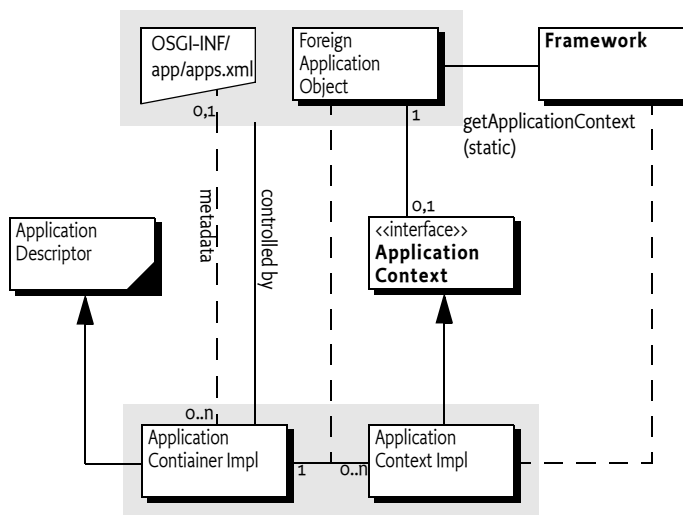 OSGI-INF/
app/apps.xml
Foreign
Application
Object
Framework
0,1
1
getApplicationContext
(static)
metadata
controlled by
Application
Descriptor
0,1
<<interface>>
Application
Context
0..n
Application
Contiainer Impl
1
0..n
Application
Context Impl